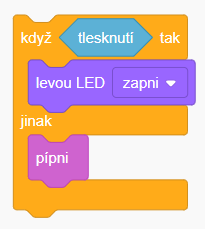 když tlesknutí tak
levou LED zapni
jinak
pípni